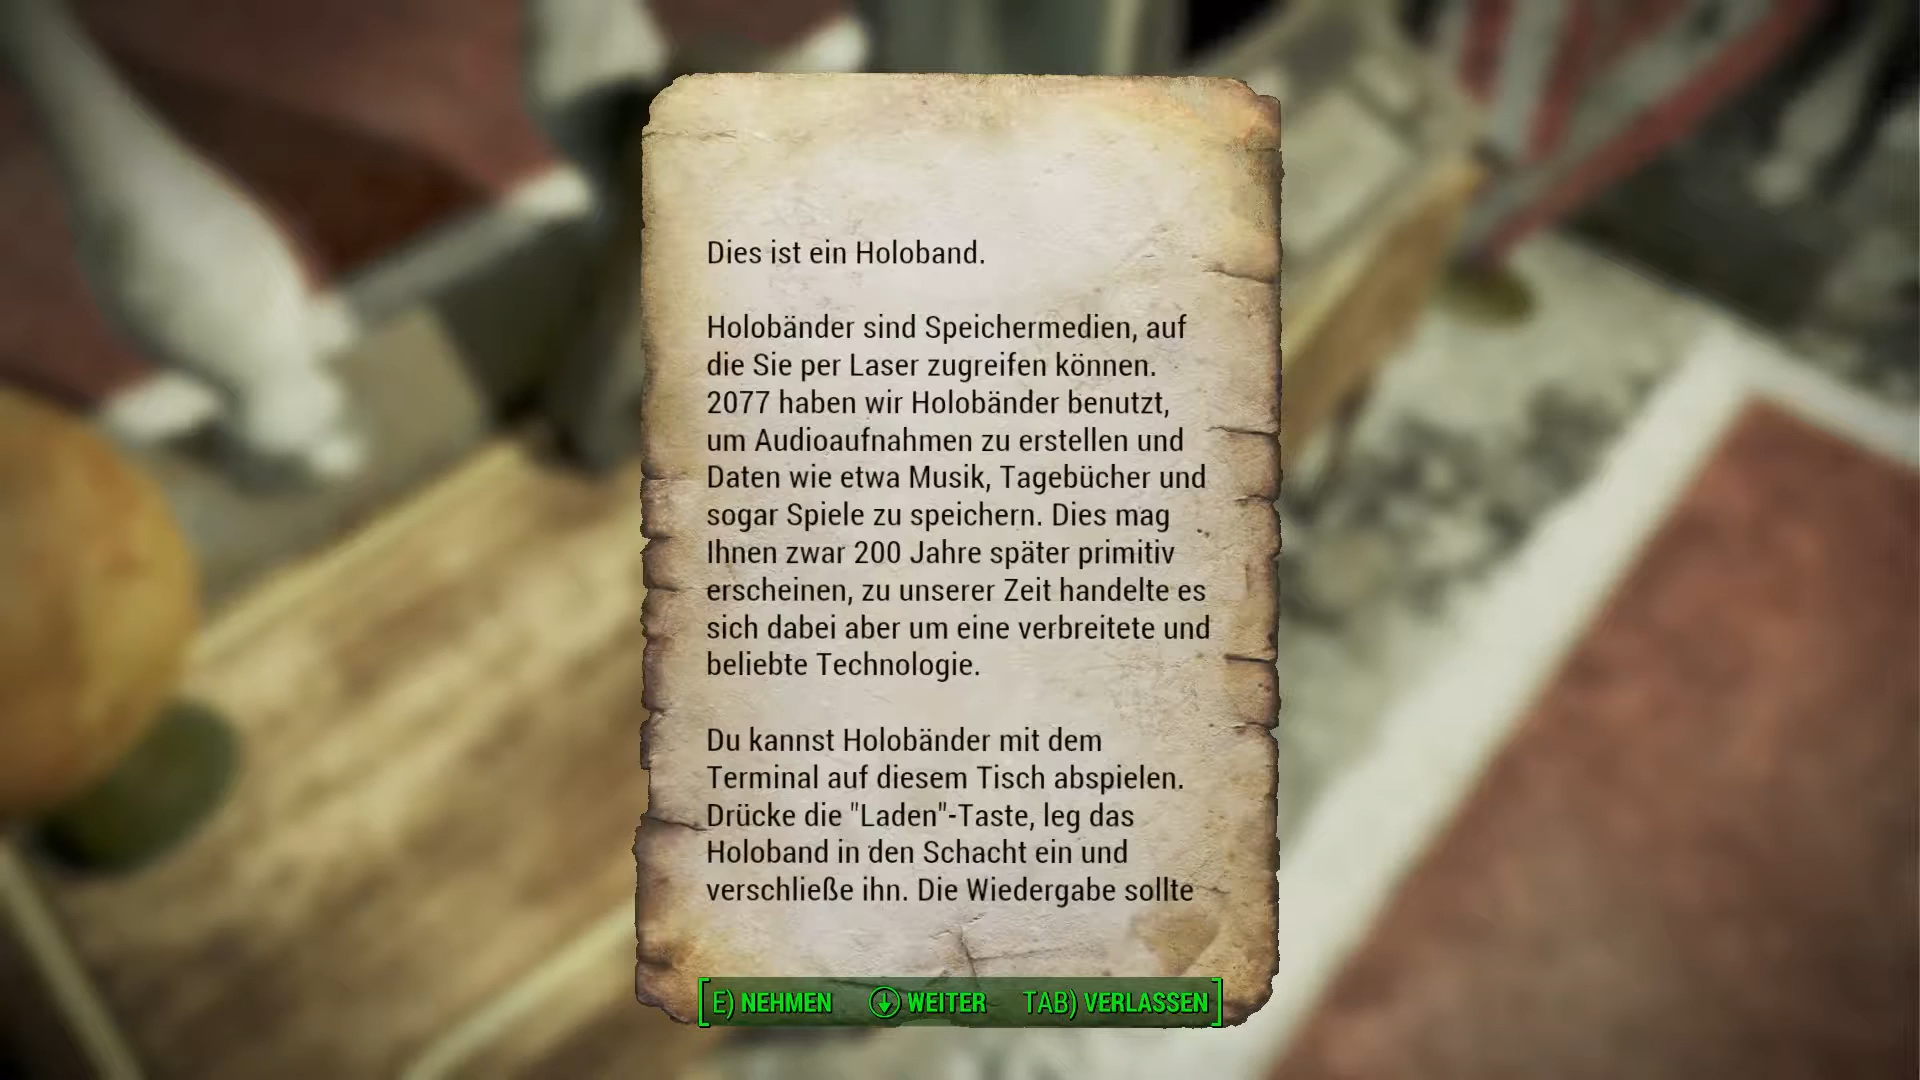 Dies ist ein Holoband.
Holobänder sind Speichermedien, auf
die Sie per Laser zugreifen können.
2077 haben wir Holobänder benutzt,
um Audioaufnahmen zu erstellen und
Daten wie etwa Musik, Tagebücher und
sogar Spiele zu speichern. Dies mag
Ihnen zwar 200 Jahre später primitiv
erscheinen, zu unserer Zeit handelte es
sich dabei aber um eine verbreitete und
beliebte Technologie.
Du kannst Holobänder mit dem
Terminal auf diesem Tisch abspielen.
Drücke die "Laden"-Taste, leg das
Holoband in den Schacht ein und
verschließe ihn. Die Wiedergabe sollte
E) NEHMEN WEITER TAB) VERLASSEN